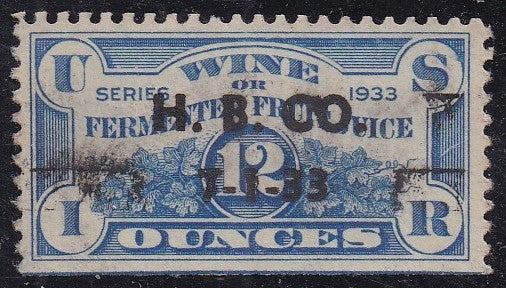 U S
WINE
OR
SERIES 1933
H. B. CO.
FERMENTED FRUIT JUICE
12
7-1-33
I R
OUNCES